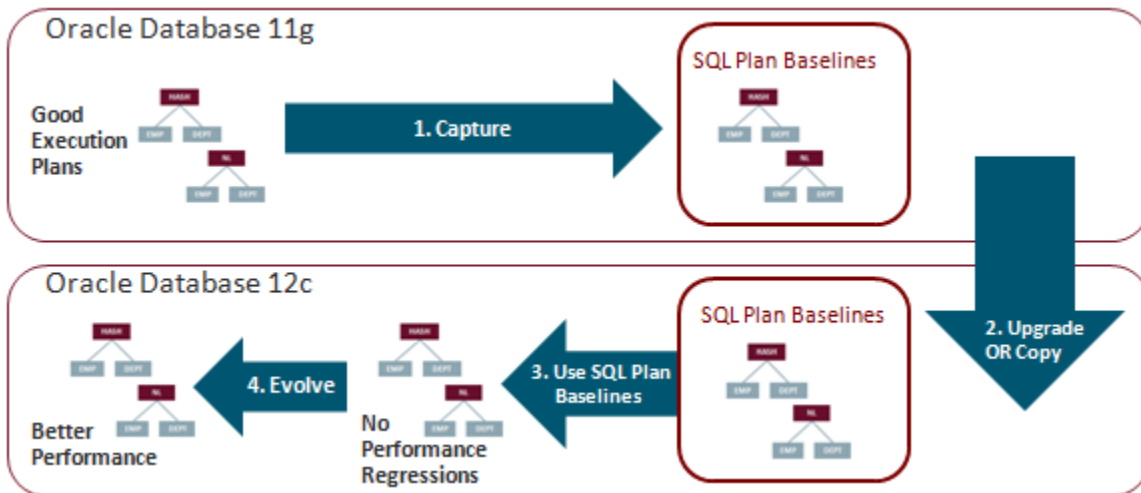 Oracle Database 11g
Good
Execution
Plans
HASH
EMP DEPT
NL
EMP DEPT
1. Capture
SQL Plan Baselines
HASH
EMP DEPT
NL
EMP DEPT
2. Upgrade
OR Copy
Oracle Database 12c
SQL Plan Baselines
HASH
EMP DEPT
NL
EMP DEPT
3. Use SQL Plan
Baselines
HASH
EMP DEPT
NL
EMP DEPT
No
Performance
Regressions
4. Evolve
HASH
EMP DEPT
NL
EMP DEPT
Better
Performance